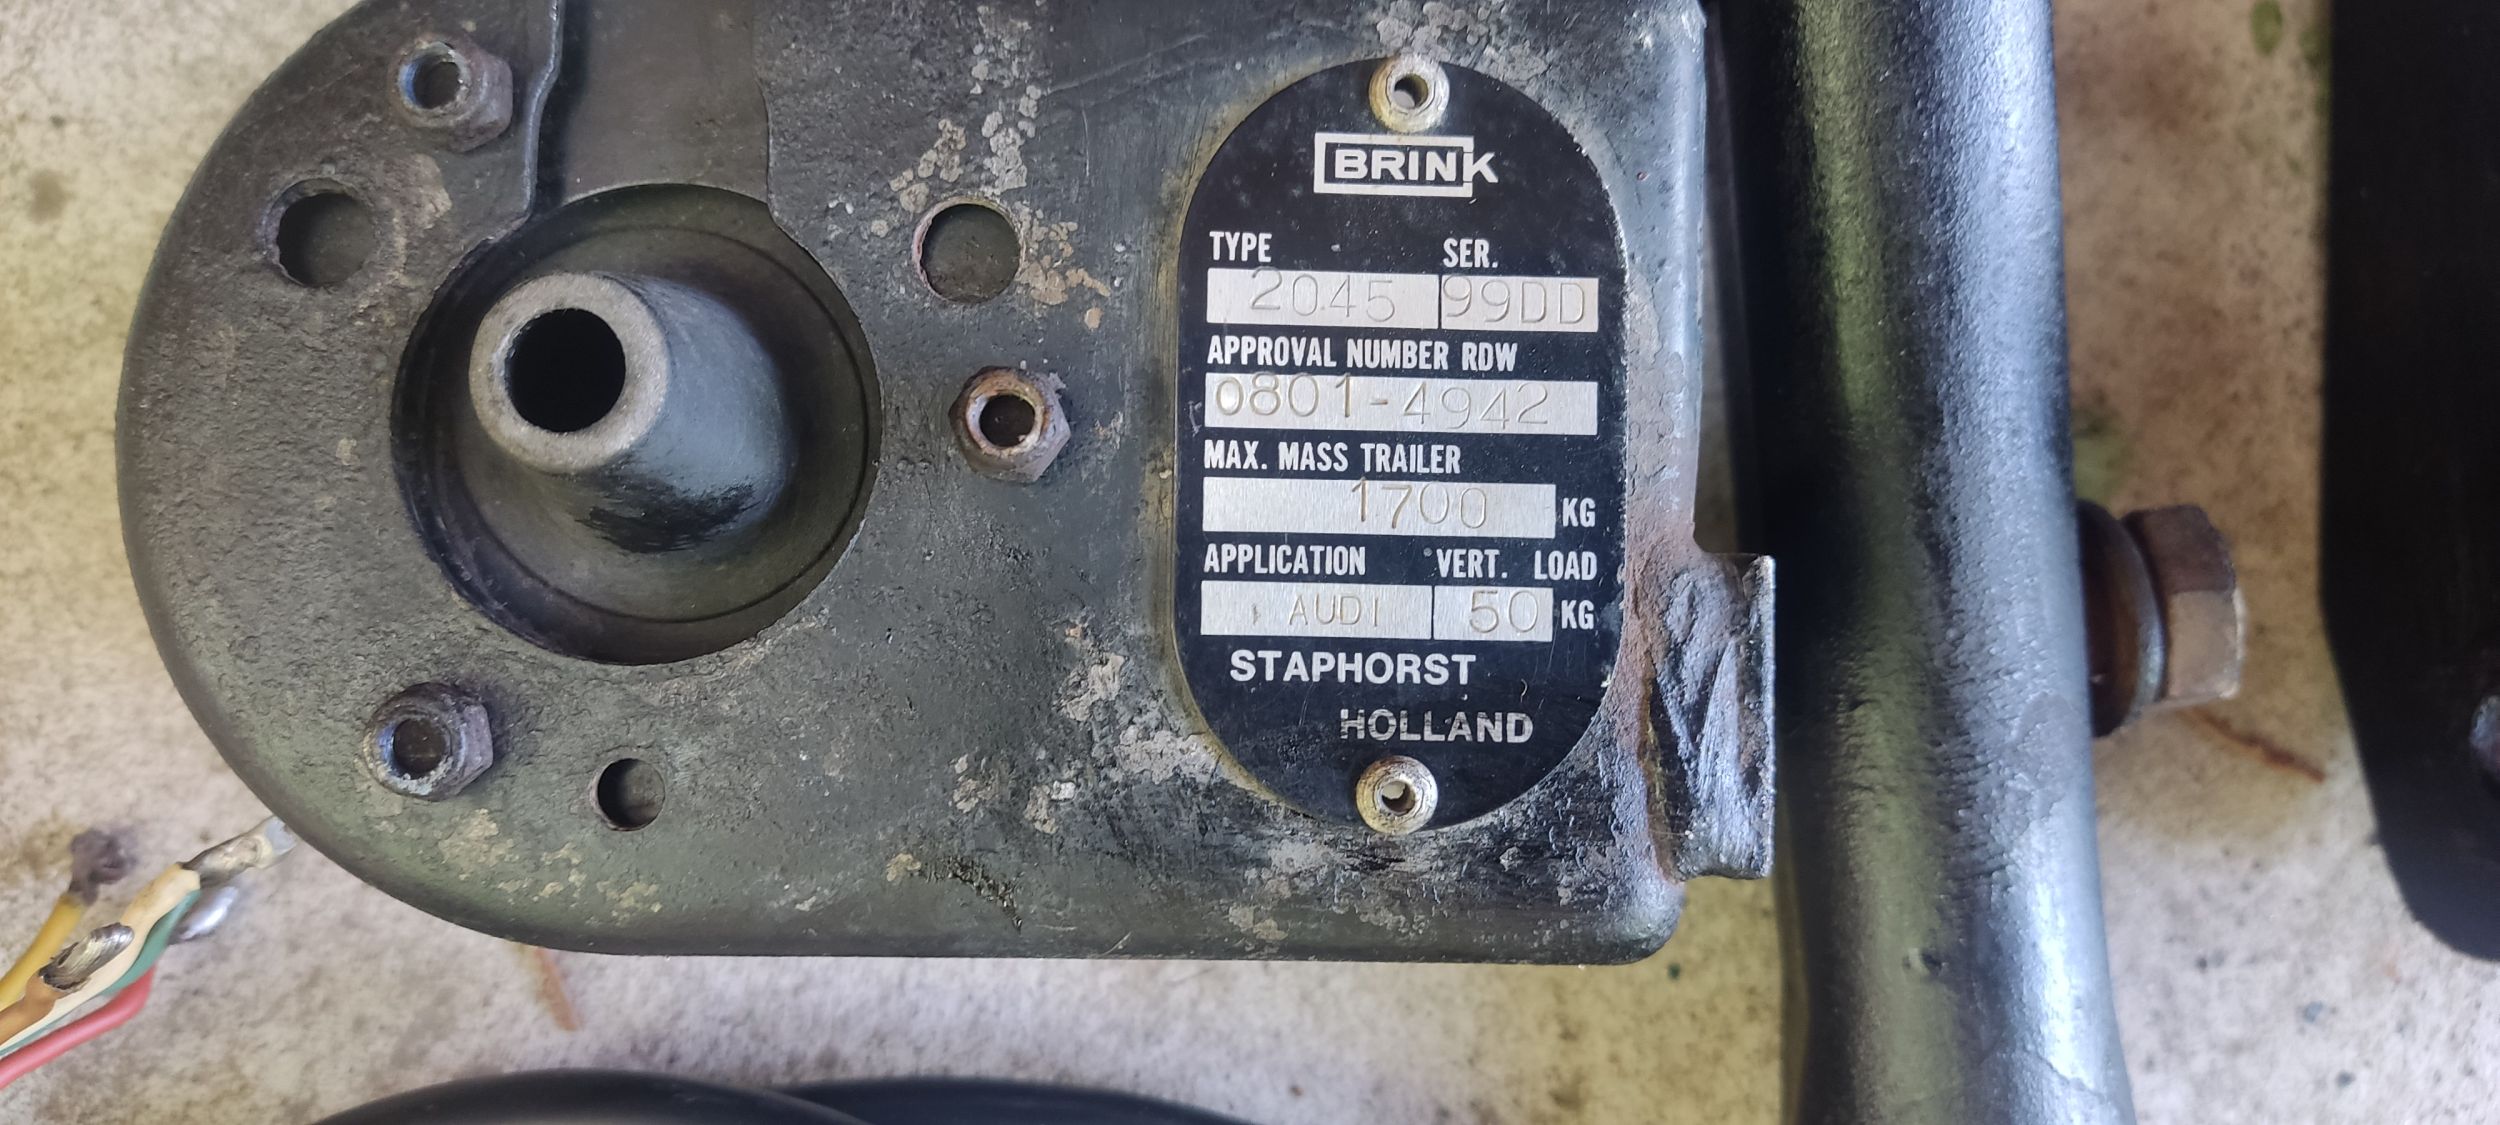 BRINK
TYPE SER.
2045 99DD
APPROVAL NUMBER RDW
0801-4942
MAX. MASS TRAILER
1700 KG
APPLICATION VERT. LOAD
AUDI 50 KG
STAPHORST
HOLLAND